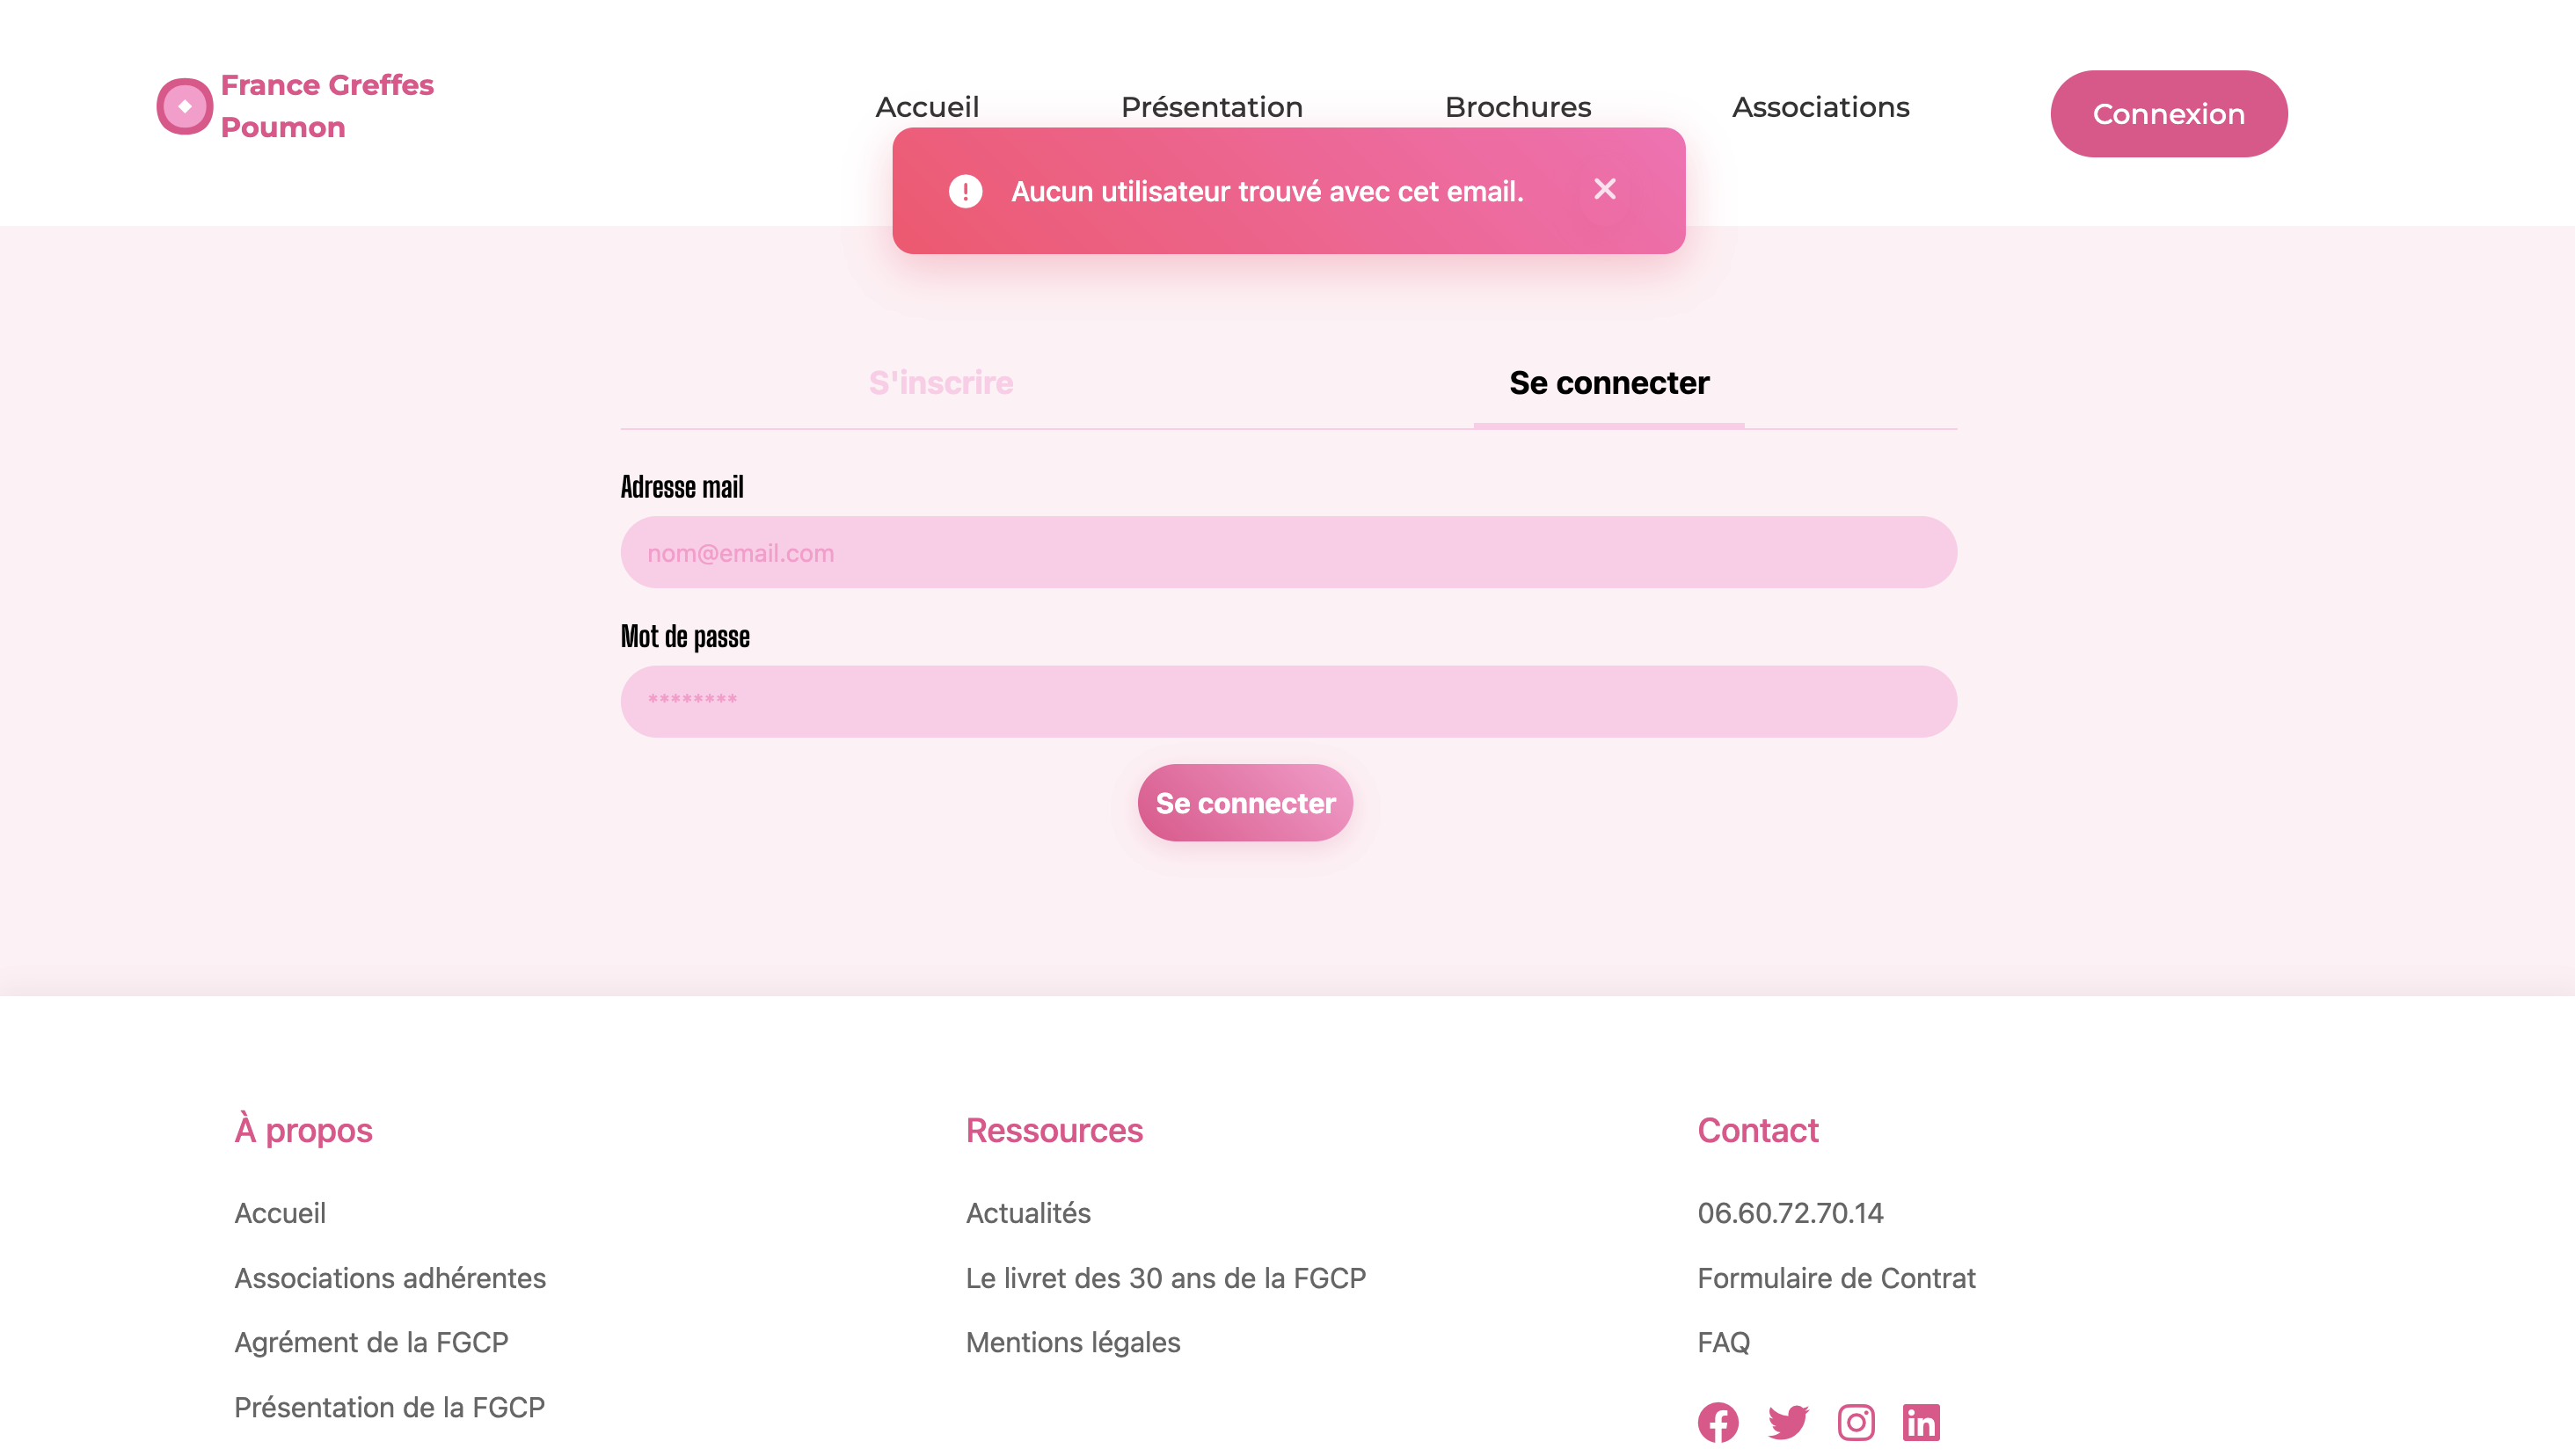 France Greffes
Poumon
Accueil
Présentation
Brochures
Associations
Connexion
Aucun utilisateur trouvé avec cet email.
S'inscrire
Se connecter
Adresse mail
nom@email.com
Mot de passe
********
Se connecter
À propos
Accueil
Associations adhérentes
Agrément de la FGCP
Présentation de la FGCP
Ressources
Actualités
Le livret des 30 ans de la FGCP
Mentions légales
Contact
06.60.72.70.14
Formulaire de Contrat
FAQ